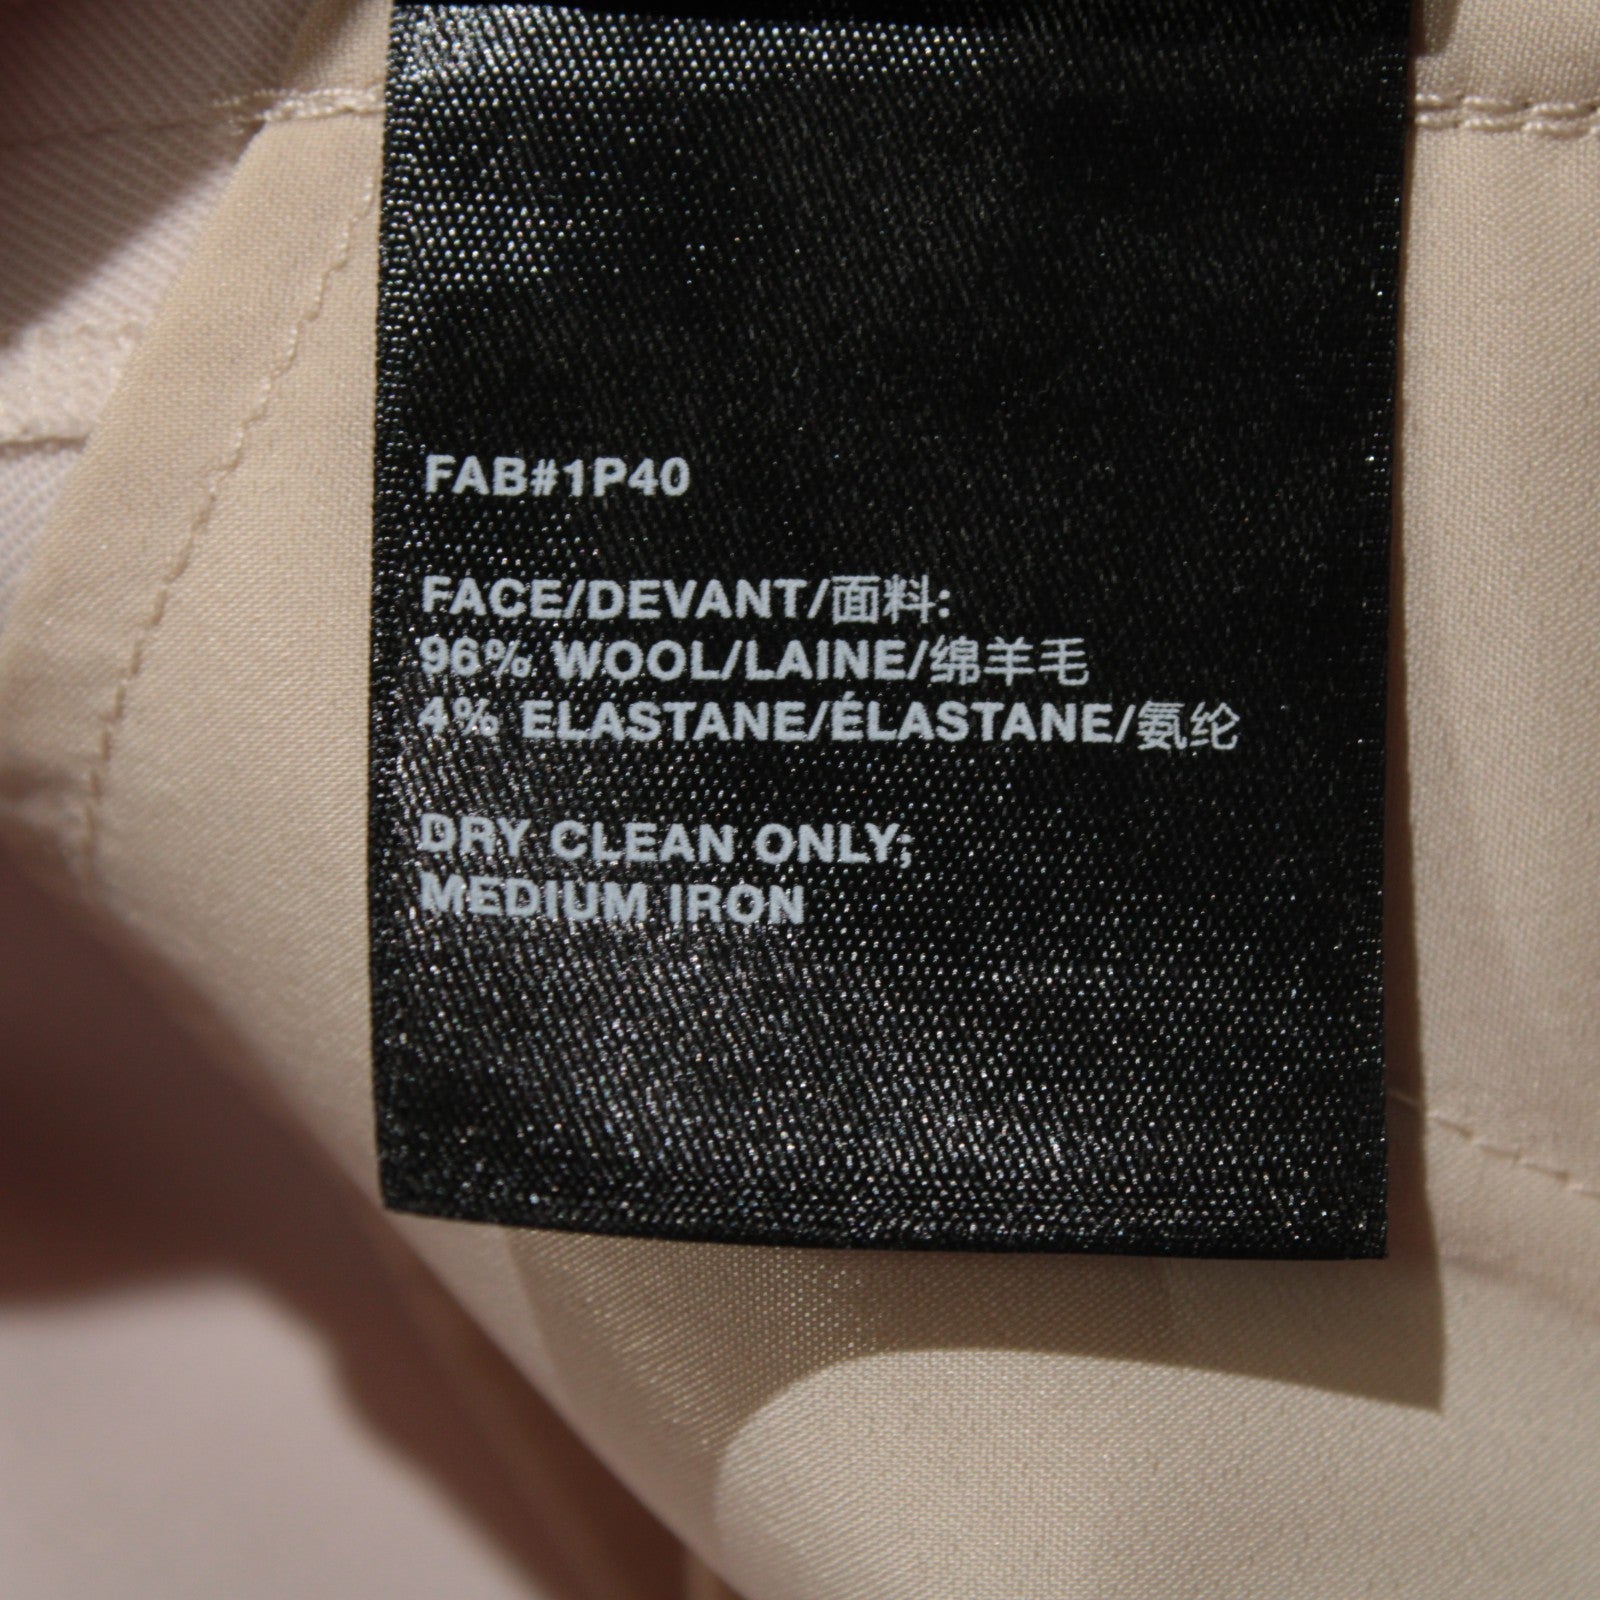 FAB#1P40
FACE/DEVANT/面料:
96% WOOL/LAINE/绵羊毛
4% ELASTANE/ÉLASTANE/氨纶
DRY CLEAN ONLY;
MEDIUM IRON